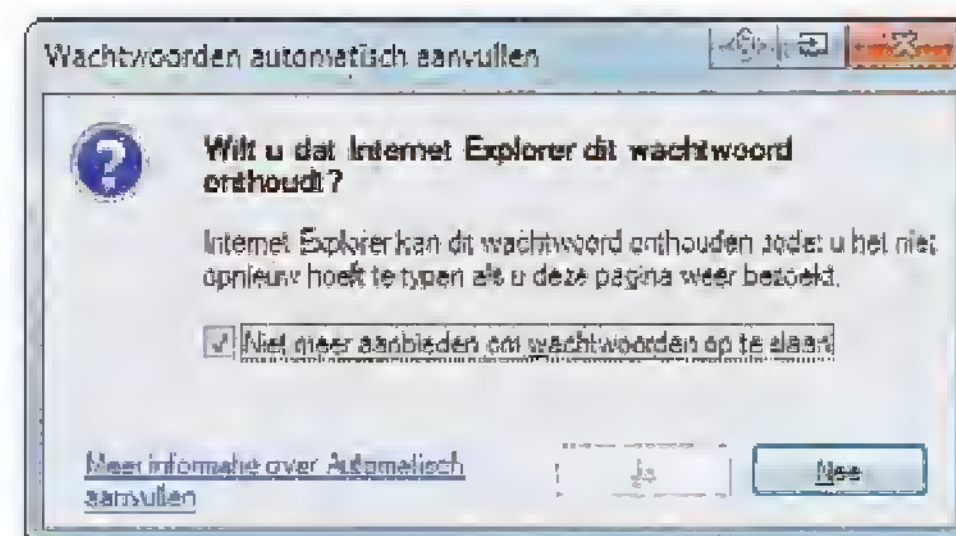 Wachtwoorden automatisch aanvullen
Wilt u dat Internet Explorer dit wachtwoord
onthoudt?
Internet Explorer kan dit wachtwoord onthouden zodat u het niet
opnieuw hoeft te typen als u deze pagina weer bezoekt.
Niet meer aanbieden om wachtwoorden op te slaan
Meer informatie over Automatisch
aanvullen
Ja
Nee